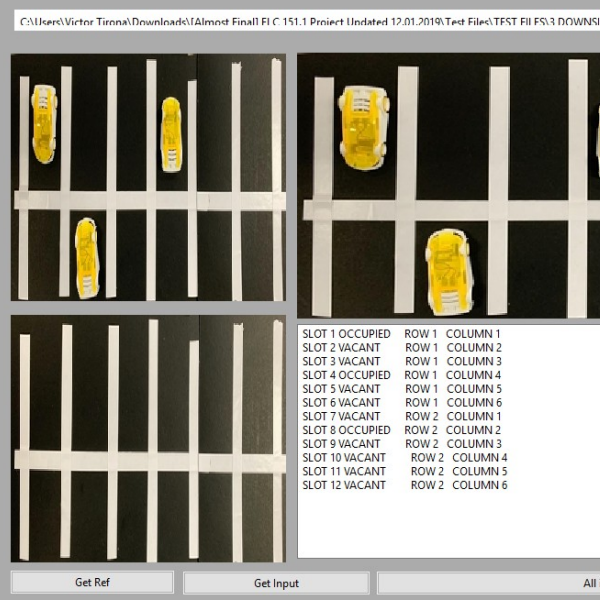 C:\Users\Victor Tirona\Downloads\[Almost Final] ELC 151.1 Project Updated 12.01.2019\Test Files\TEST FILES\3 DOWNSI
SLOT 1 OCCUPIED ROW 1 COLUMN 1
SLOT 2 VACANT ROW 1 COLUMN 2
SLOT 3 VACANT ROW 1 COLUMN 3
SLOT 4 OCCUPIED ROW 1 COLUMN 4
SLOT 5 VACANT ROW 1 COLUMN 5
SLOT 6 VACANT ROW 1 COLUMN 6
SLOT 7 VACANT ROW 2 COLUMN 1
SLOT 8 OCCUPIED ROW 2 COLUMN 2
SLOT 9 VACANT ROW 2 COLUMN 3
SLOT 10 VACANT ROW 2 COLUMN 4
SLOT 11 VACANT ROW 2 COLUMN 5
SLOT 12 VACANT ROW 2 COLUMN 6
Get Ref
Get Input
All